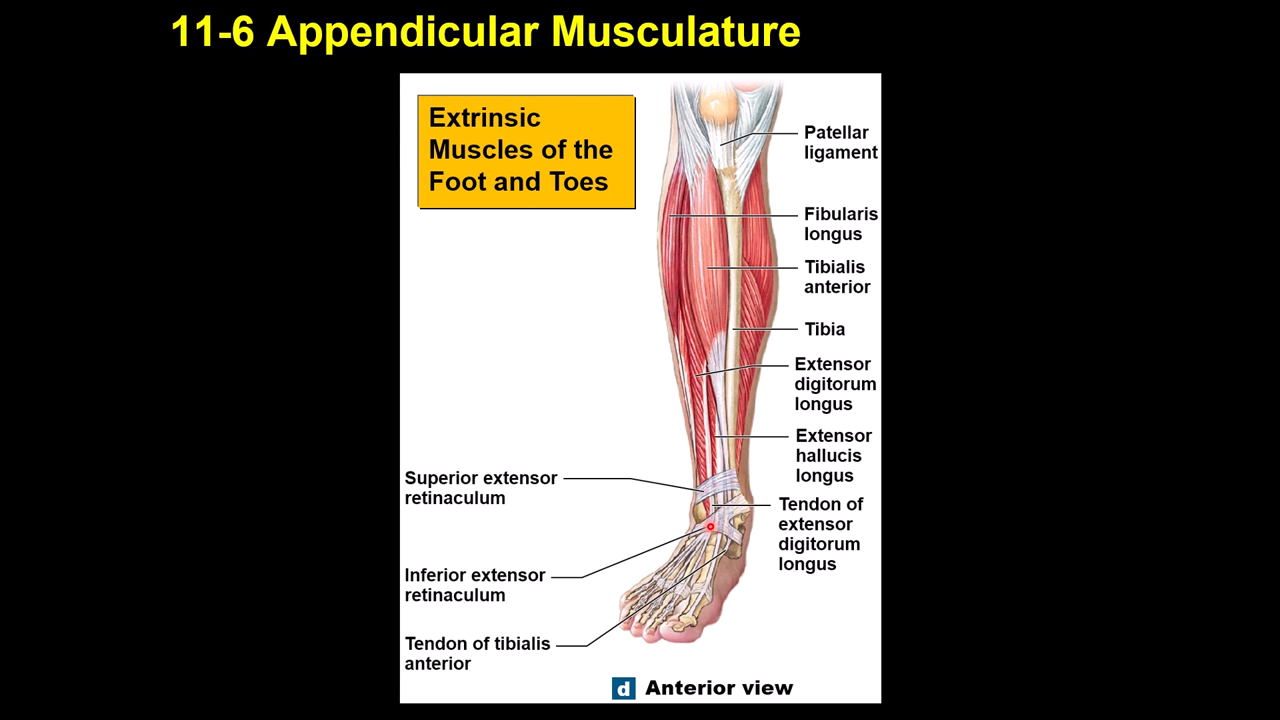 11-6 Appendicular Musculature
Extrinsic
Muscles of the
Foot and Toes
Patellar
ligament
Fibularis
longus
Tibialis
anterior
Tibia
Extensor
digitorum
longus
Extensor
hallucis
longus
Superior extensor
retinaculum
Tendon of
extensor
digitorum
longus
Inferior extensor
retinaculum
Tendon of tibialis
anterior
d Anterior view